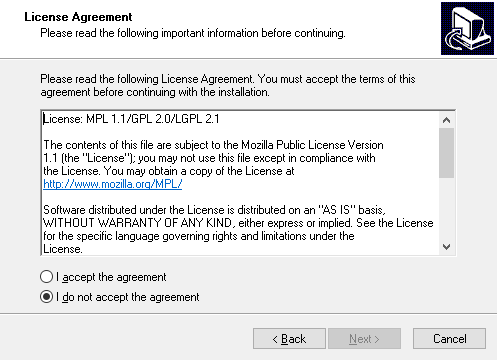 License Agreement
Please read the following important information before continuing.
Please read the following License Agreement. You must accept the terms of this
agreement before continuing with the installation.
License: MPL 1.1/GPL 2.0/LGPL 2.1
The contents of this file are subject to the Mozilla Public License Version
1.1 (the "License"); you may not use this file except in compliance with
the License. You may obtain a copy of the License at
http://www.mozilla.org/MPL/
Software distributed under the License is distributed on an "AS IS" basis,
WITHOUT WARRANTY OF ANY KIND, either express or implied. See the License
for the specific language governing rights and limitations under the
License.
I accept the agreement
I do not accept the agreement
< Back
Next >
Cancel